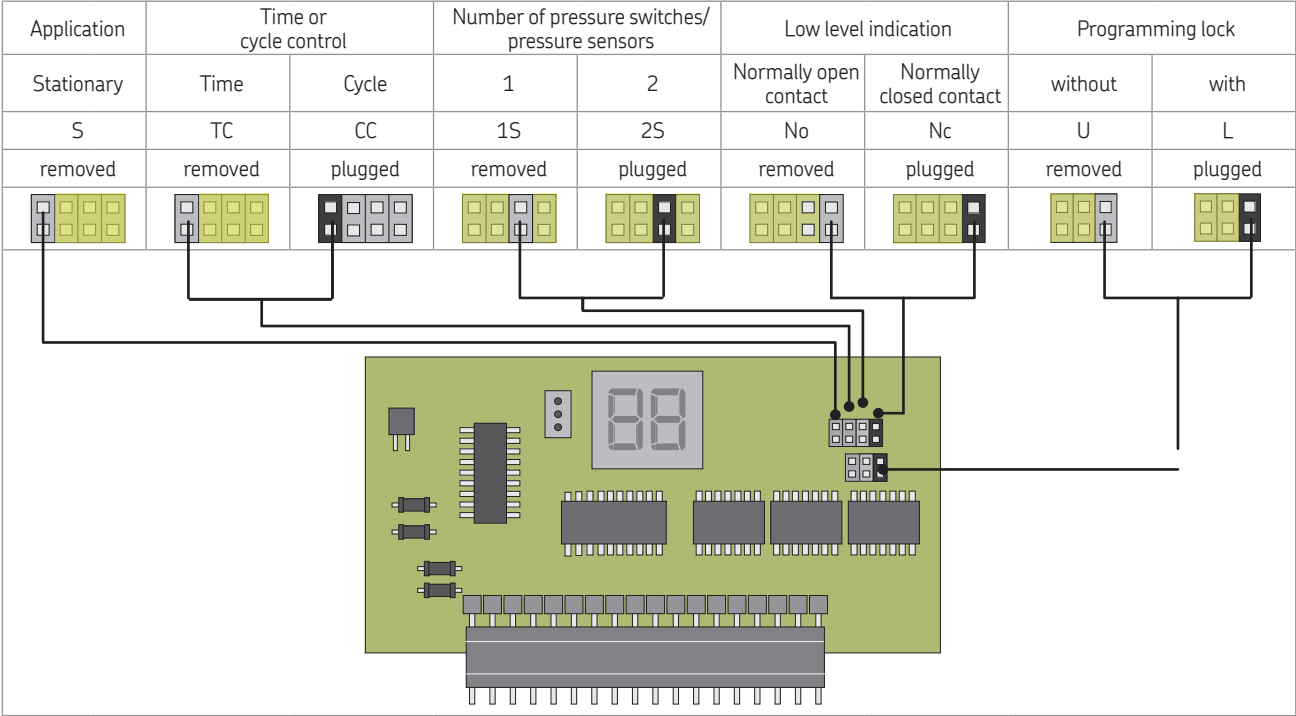 Application
Time or
cycle control
Number of pressure switches/
pressure sensors
Low level indication
Programming lock
Stationary
Time
Cycle
1
2
Normally open
contact
Normally
closed contact
without
with
S
TC
CC
1S
2S
No
Nc
U
L
removed
removed
plugged
removed
plugged
removed
plugged
removed
plugged
88